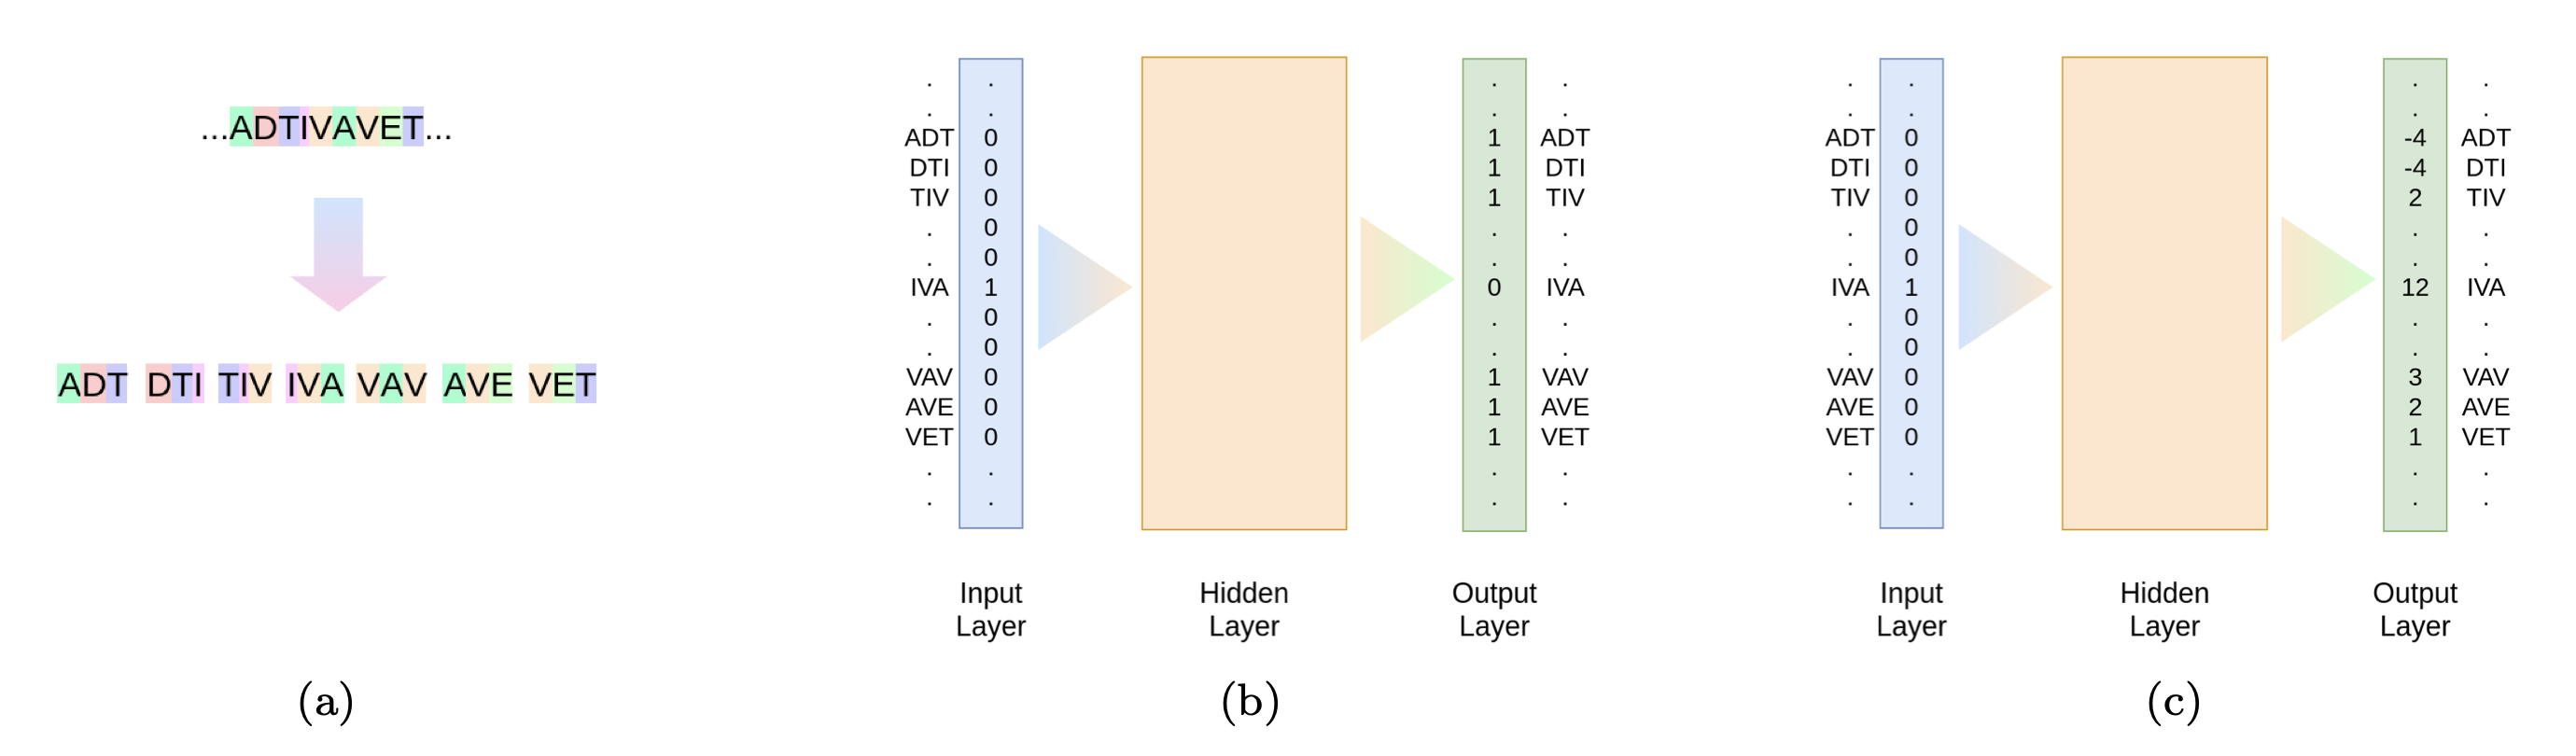 ...ADTIVAVET...
ADT DTI TIV IVA VAV AVE VET
(a)
. .
. .
ADT 0
DTI 0
TIV 0
. 0
. 0
IVA 1
. 0
. 0
VAV 0
AVE 0
VET 0
. .
. .
Input
Layer
Hidden
Layer
. .
. .
1 ADT
1 DTI
1 TIV
. .
. .
0 IVA
. .
. .
1 VAV
1 AVE
1 VET
. .
. .
Output
Layer
(b)
. .
. .
ADT 0
DTI 0
TIV 0
. 0
. 0
IVA 1
. 0
. 0
VAV 0
AVE 0
VET 0
. .
. .
Input
Layer
Hidden
Layer
. .
. .
-4 ADT
-4 DTI
2 TIV
. .
. .
12 IVA
. .
. .
3 VAV
2 AVE
1 VET
. .
. .
Output
Layer
(c)